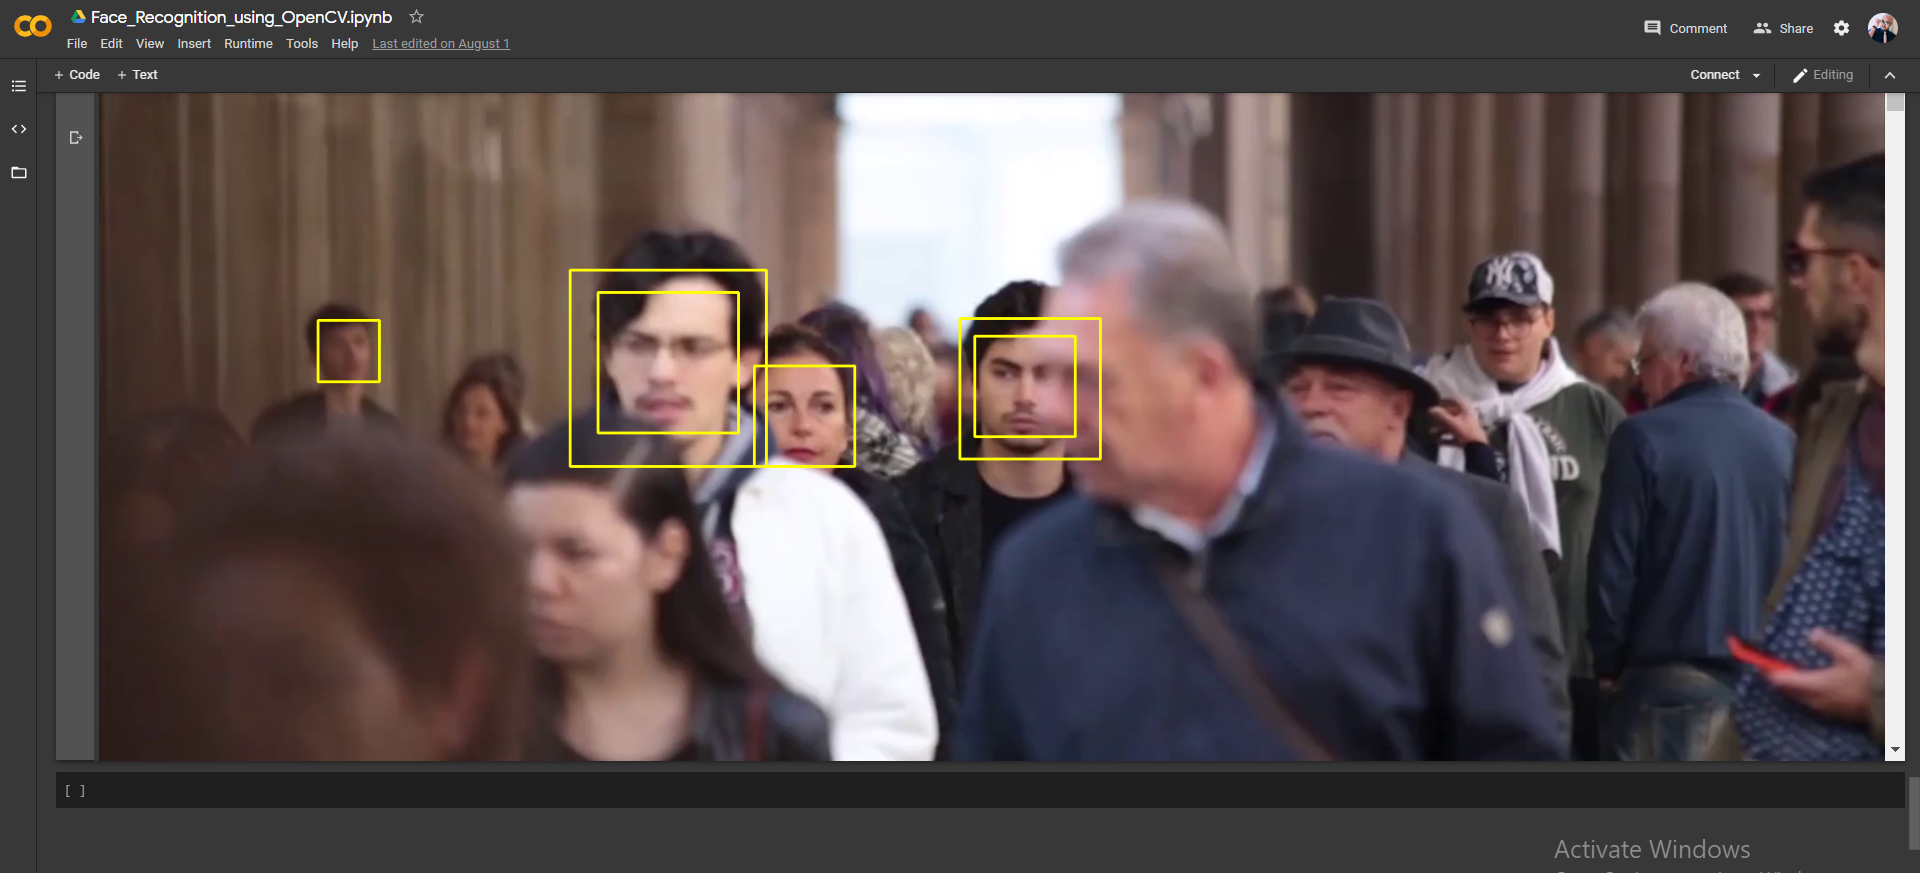 Face_Recognition_using_OpenCV.ipynb
Comment
Share
File Edit View Insert Runtime Tools Help Last edited on August 1
+ Code + Text
Connect
Editing
NY
[ ]
Activate Windows